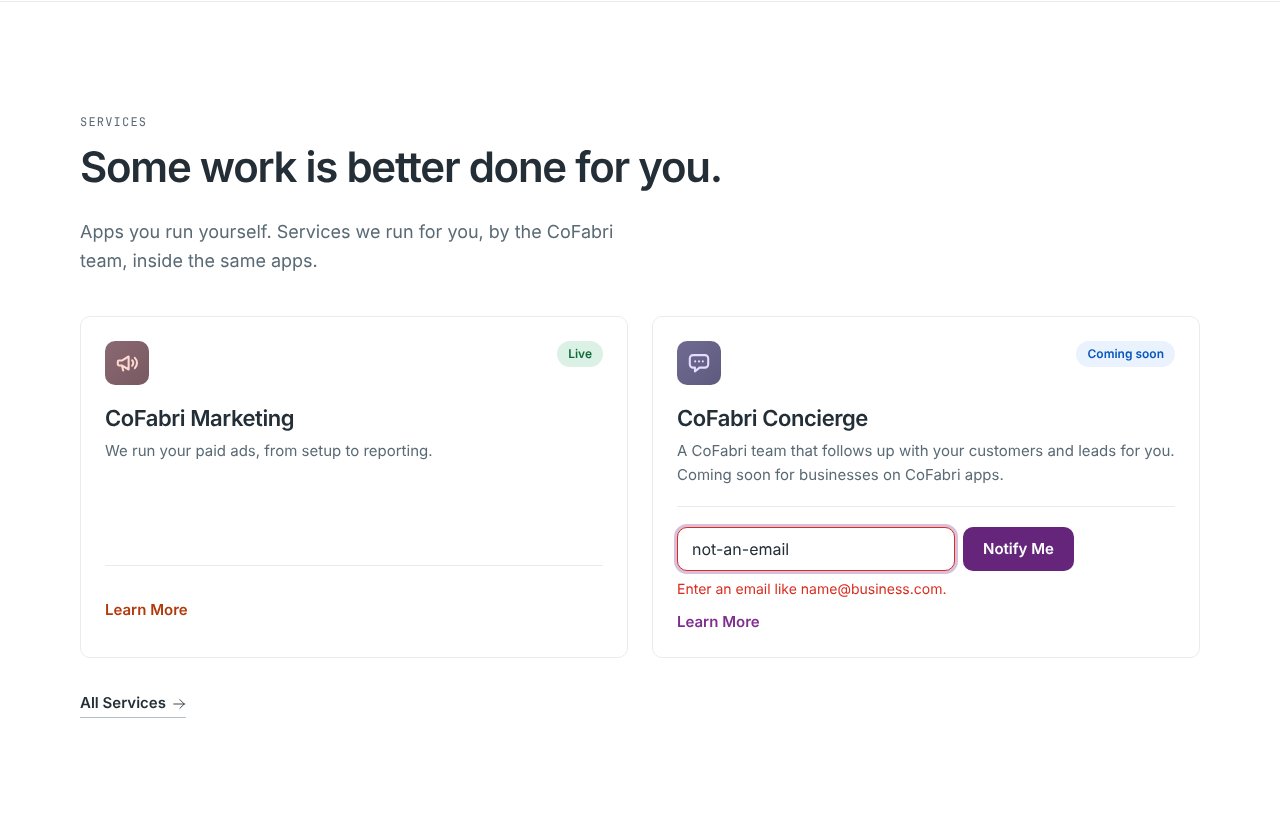 SERVICES
Some work is better done for you.
Apps you run yourself. Services we run for you, by the CoFabri
team, inside the same apps.
Live
CoFabri Marketing
We run your paid ads, from setup to reporting.
Learn More
Coming soon
CoFabri Concierge
A CoFabri team that follows up with your customers and leads for you.
Coming soon for businesses on CoFabri apps.
not-an-email
Notify Me
Enter an email like name@business.com.
Learn More
All Services →